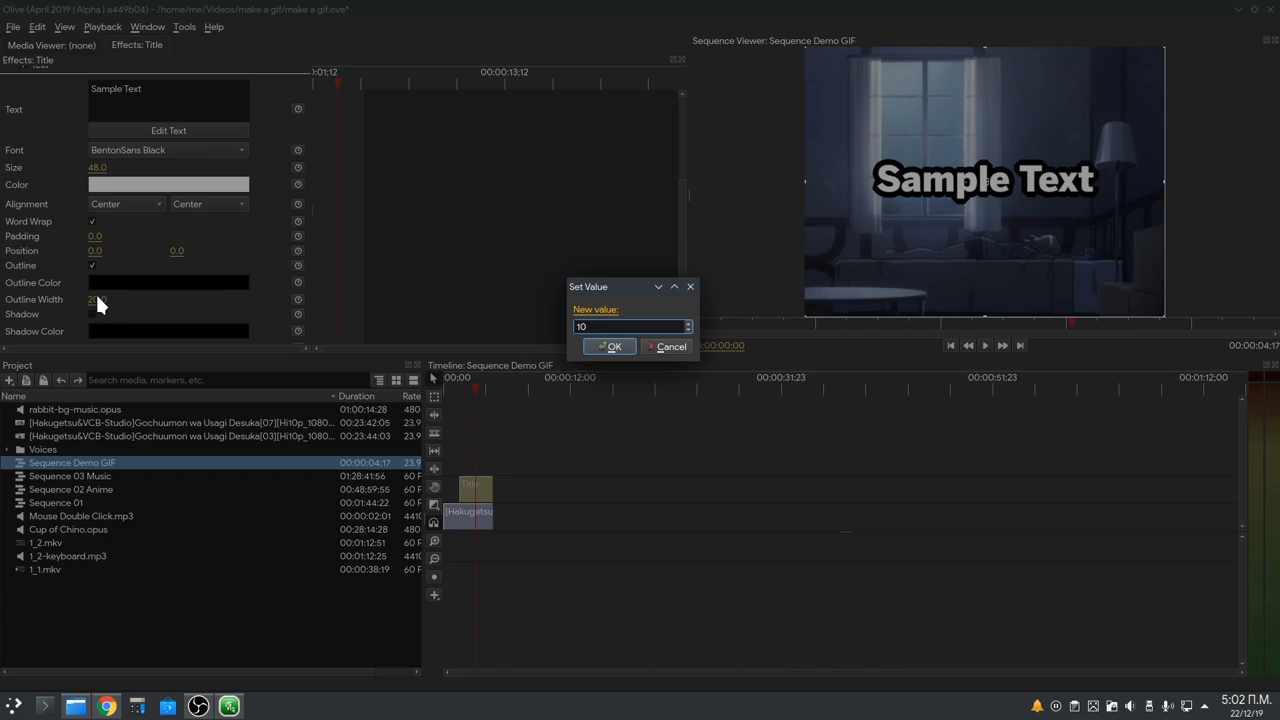 Olive (April 2019 | Alpha | a449b04) - /home/me/Videos/make a gif/make a gif.ove*
File Edit View Playback Window Tools Help
Media Viewer: (none) Effects: Title
Effects: Title
Sequence Viewer: Sequence Demo GIF
Text
0:01;12 00:00:13;12
Text Sample Text
Edit Text
Font BentonSans Black
Size 48.0
Color
Alignment Center Center
Word Wrap
Padding 0.0
Position 0.0 0.0
Outline
Outline Color
Outline Width
Shadow
Shadow Color
Sample Text
Set Value
New value:
10
OK Cancel
00:00:00 00:00:04;17
Project
Search media, markers, etc.
Name Duration Rate
rabbit-bg-music.opus 01:00:14:28 480
[Hakugetsu&VCB-Studio]Gochuumon wa Usagi Desuka[07][Hi10p_1080... 00:23:42:05 23.9
[Hakugetsu&VCB-Studio]Gochuumon wa Usagi Desuka[03][Hi10p_1080... 00:23:44:03 23.9
Voices
Sequence Demo GIF 00:00:04;17 23.9
Sequence 03 Music 01:28:41:56 60 F
Sequence 02 Anime 00:48:59:55 60 F
Sequence 01 00:01:44:22 60 F
Mouse Double Click.mp3 00:00:02:01 4410
Cup of Chino.opus 00:28:14:28 480
1_2.mkv 00:01:12:51 60 F
1_2-keyboard.mp3 00:01:12:25 4410
1_1.mkv 00:00:38:19 60 F
Timeline: Sequence Demo GIF
00:00 00:00:12;00 00:00:31;23 00:00:51;23 00:01:12;00
Title
[Hakugetsu
5:02 Π.Μ.
22/12/19